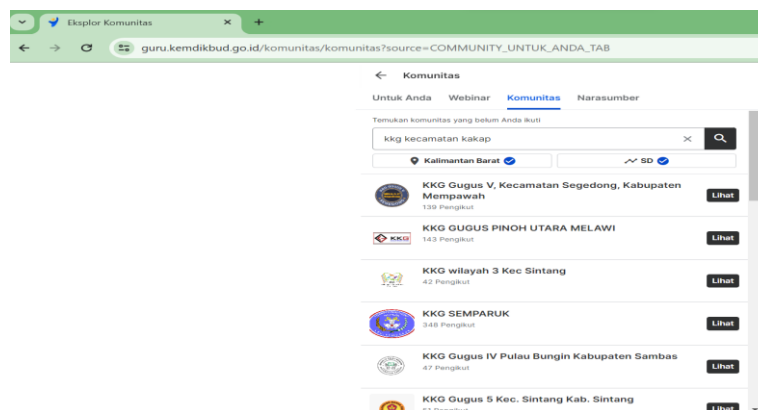 Eksplor Komunitas
guru.kemdikbud.go.id/komunitas/komunitas?source=COMMUNITY_UNTUK_ANDA_TAB
Komunitas
Untuk Anda Webinar Komunitas Narasumber
Temukan komunitas yang belum Anda ikuti
kkg kecamatan kakap
Kalimantan Barat SD
KKG Gugus V, Kecamatan Segedong, Kabupaten
Mempawah
139 Pengikut
Lihat
KKG
KKG GUGUS PINOH UTARA MELAWI
143 Pengikut
Lihat
KKG wilayah 3 Kec Sintang
42 Pengikut
Lihat
KKG SEMPARUK
348 Pengikut
Lihat
KKG Gugus IV Pulau Bungin Kabupaten Sambas
47 Pengikut
Lihat
KKG Gugus 5 Kec. Sintang Kab. Sintang
51 Pengikut
Lihat